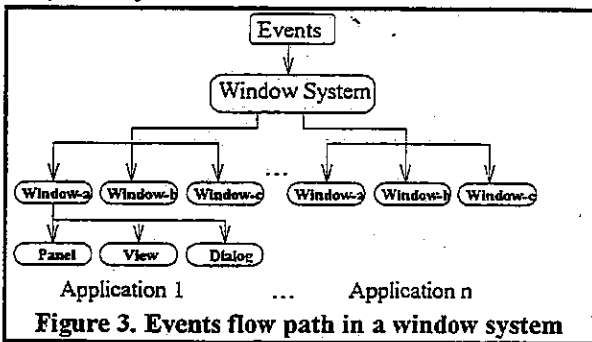 Events
Window System
Window-a Window-b Window-c ... Window-a Window-b Window-c
Panel View Dialog
Application 1 ... Application n
Figure 3. Events flow path in a window system